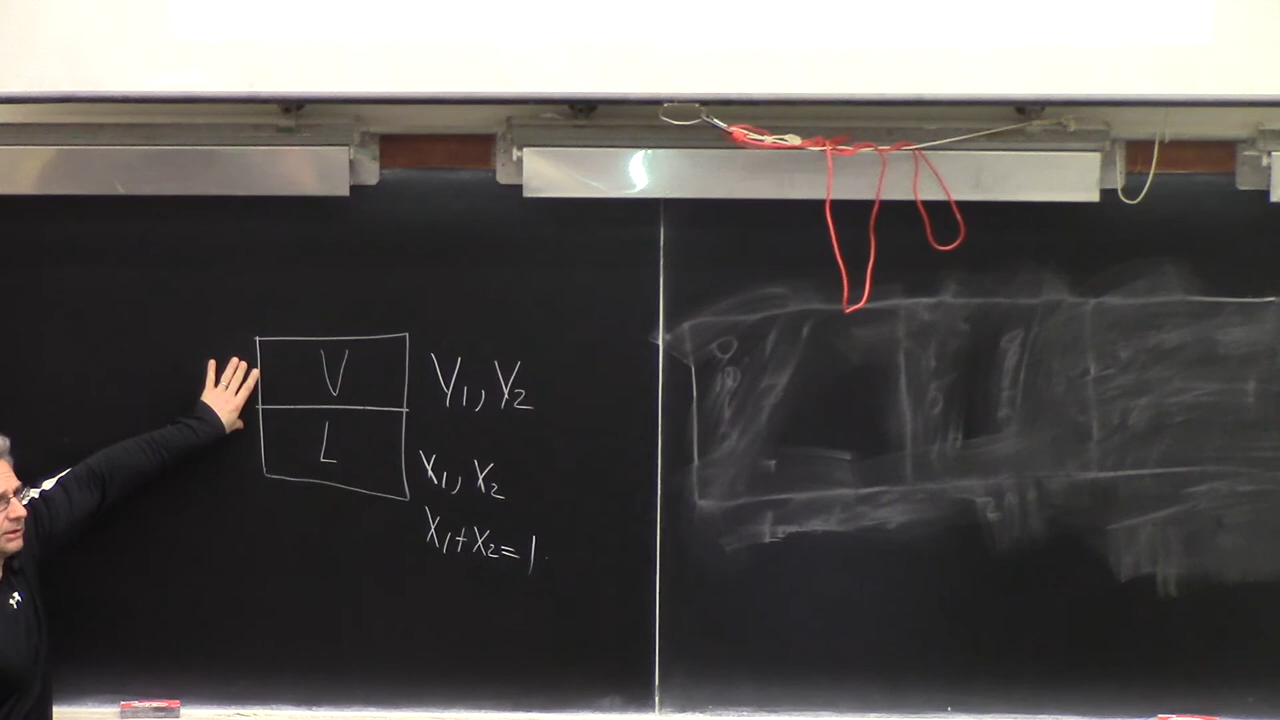 V
Y₁, Y₂
L
X₁, X₂
X₁+X₂=1